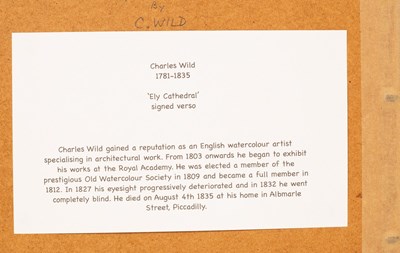 By
C. WILD
Charles Wild
1781-1835
'Ely Cathedral'
signed verso
Charles Wild gained a reputation as an English watercolour artist
specialising in architectural work. From 1803 onwards he began to exhibit
his works at the Royal Academy. He was elected a member of the
prestigious Old Watercolour Society in 1809 and became a full member in
1812. In 1827 his eyesight progressively deteriorated and in 1832 he went
completely blind. He died on August 4th 1835 at his home in Albmarle
Street, Piccadilly.